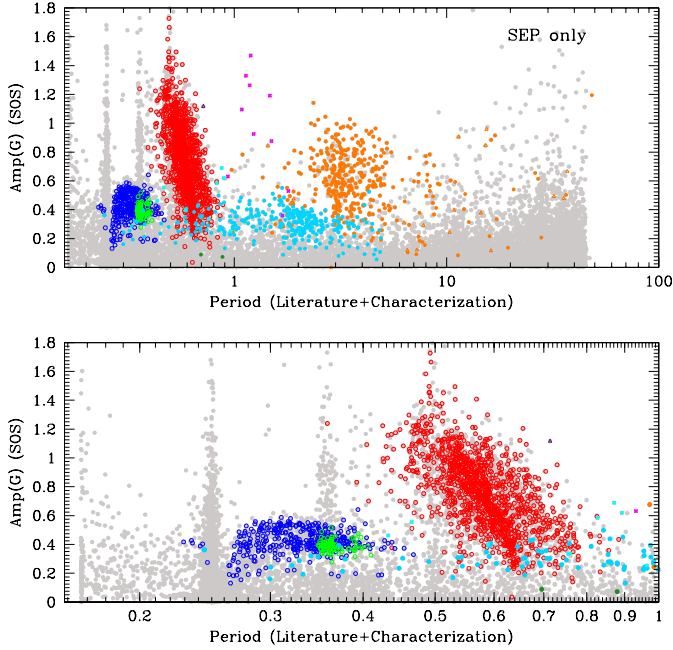 1.8
1.6
1.4
1.2
1
0.8
0.6
0.4
0.2
0
Amp(G) (SOS)
SEP only
1 10 100
Period (Literature+Characterization)
1.8
1.6
1.4
1.2
1
0.8
0.6
0.4
0.2
0
Amp(G) (SOS)
0.2 0.3 0.4 0.5 0.6 0.7 0.8 0.9 1
Period (Literature+Characterization)